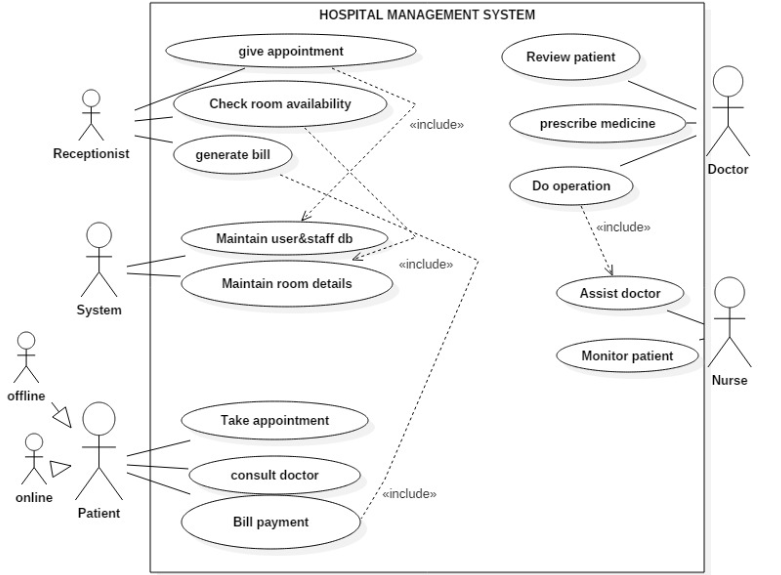 HOSPITAL MANAGEMENT SYSTEM
give appointment
Review patient
Check room availability
«include»
prescribe medicine
Receptionist
generate bill
Doctor
Do operation
«include»
Maintain user&staff db
«include»
Maintain room details
Assist doctor
System
Monitor patient
Nurse
offline
Take appointment
consult doctor
online
«include»
Patient
Bill payment